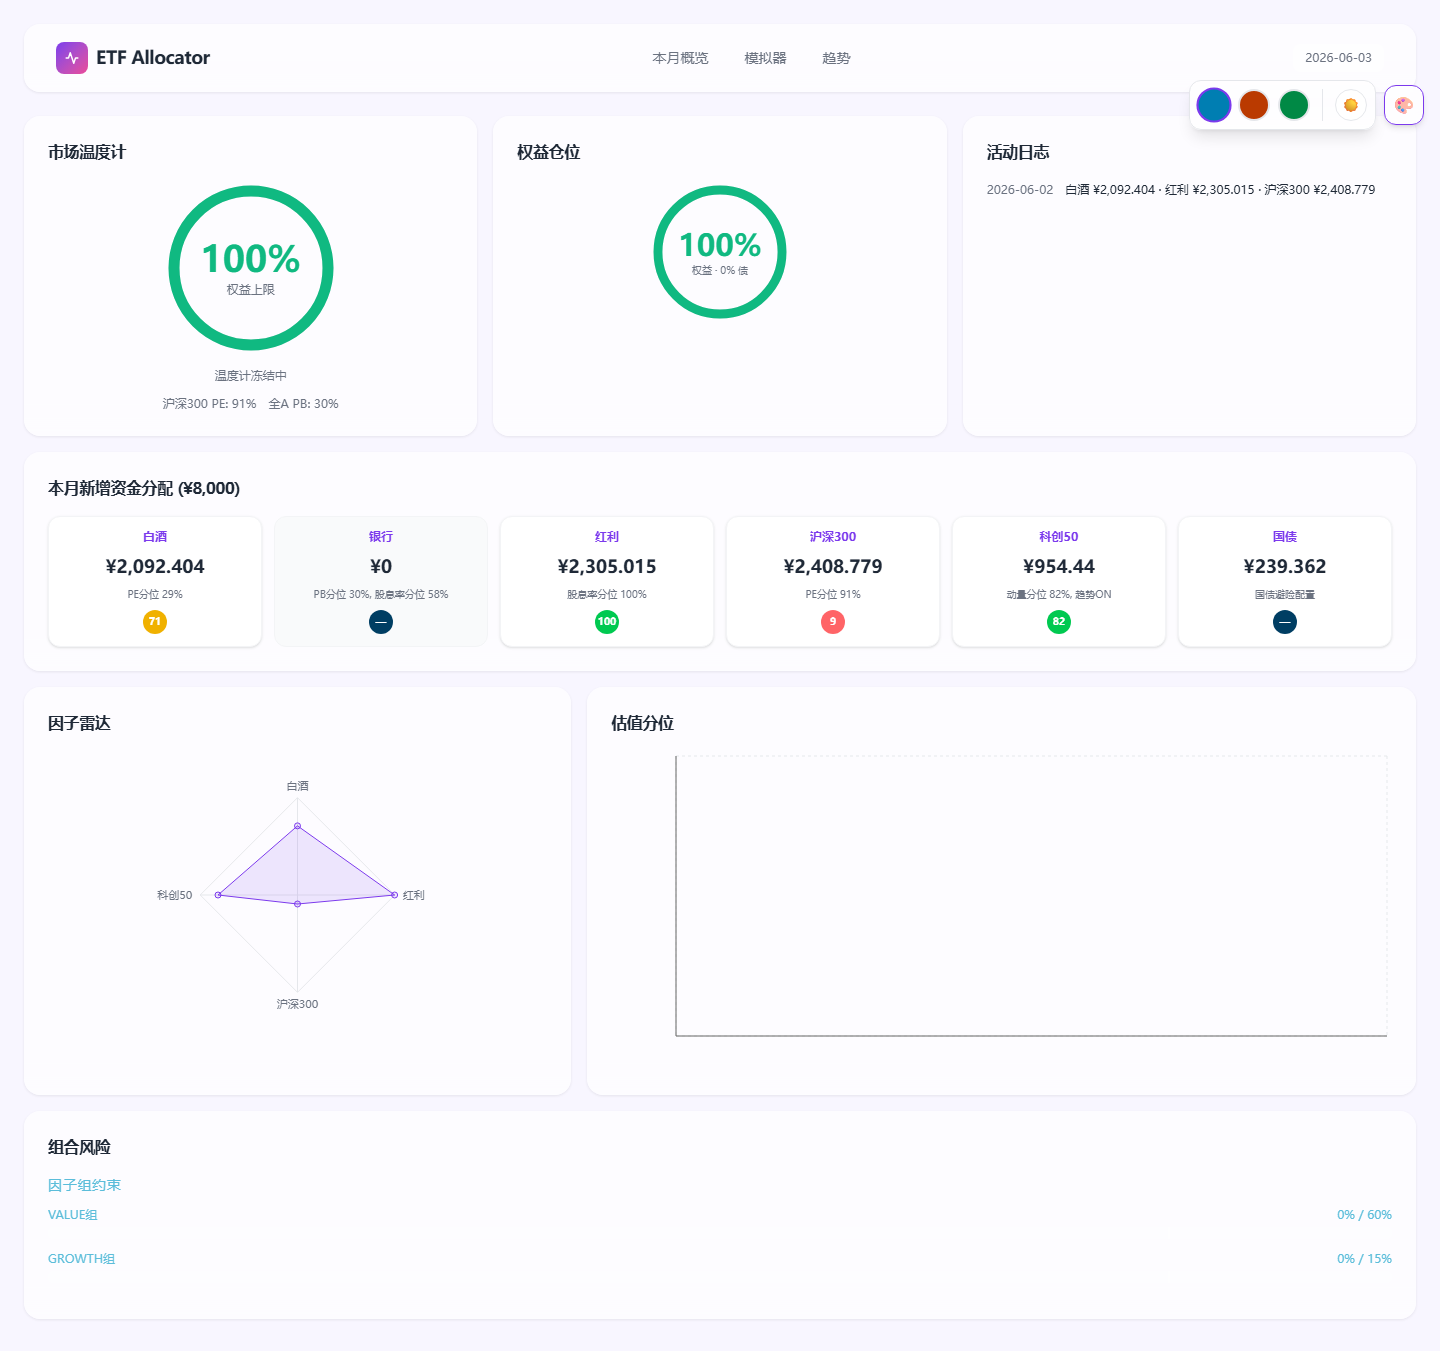 ETF Allocator
本月概览 模拟器 趋势
2026-06-03
市场温度计
100%
权益上限
温度计冻结中
沪深300 PE: 91% 全A PB: 30%
权益仓位
100%
权益 · 0% 债
活动日志
2026-06-02 白酒 ¥2,092.404 · 红利 ¥2,305.015 · 沪深300 ¥2,408.779
本月新增资金分配 (¥8,000)
白酒
¥2,092.404
PE分位 29%
71
银行
¥0
PB分位 30%, 股息率分位 58%
—
红利
¥2,305.015
股息率分位 100%
100
沪深300
¥2,408.779
PE分位 91%
9
科创50
¥954.44
动量分位 82%, 趋势ON
82
国债
¥239.362
国债避险配置
—
因子雷达
白酒
科创50
红利
沪深300
估值分位
组合风险
因子组约束
VALUE组 0% / 60%
GROWTH组 0% / 15%